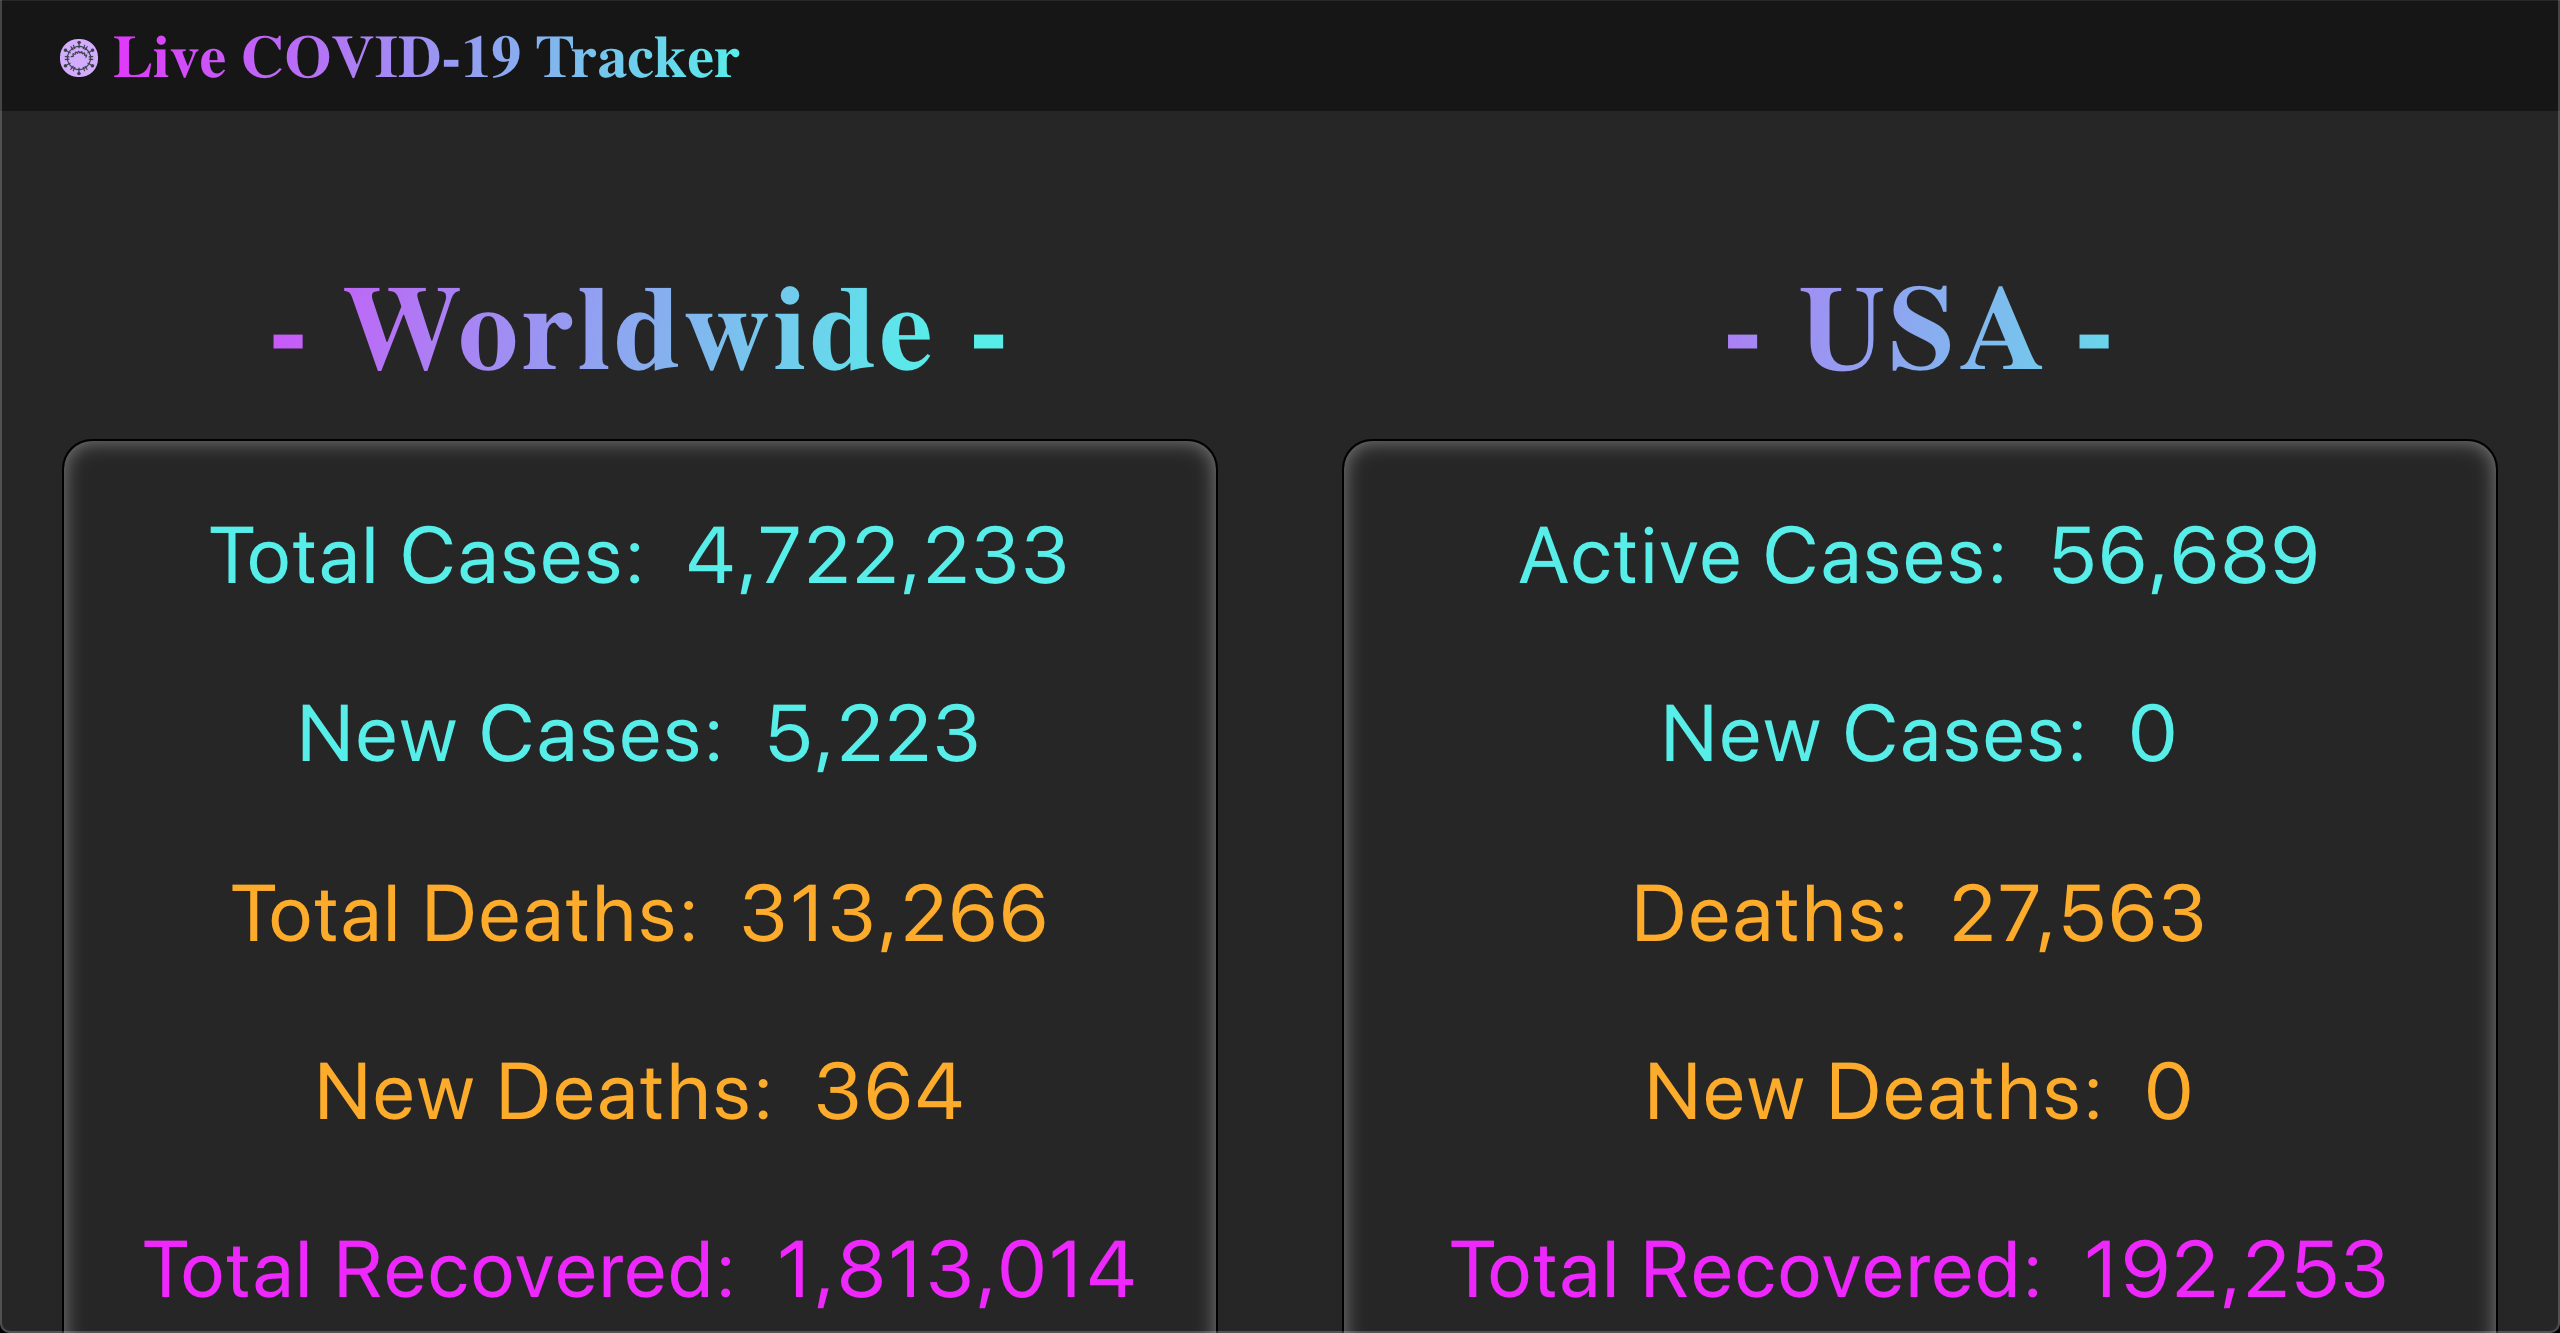 Live COVID-19 Tracker
- Worldwide -
Total Cases: 4,722,233
New Cases: 5,223
Total Deaths: 313,266
New Deaths: 364
Total Recovered: 1,813,014
- USA -
Active Cases: 56,689
New Cases: 0
Deaths: 27,563
New Deaths: 0
Total Recovered: 192,253